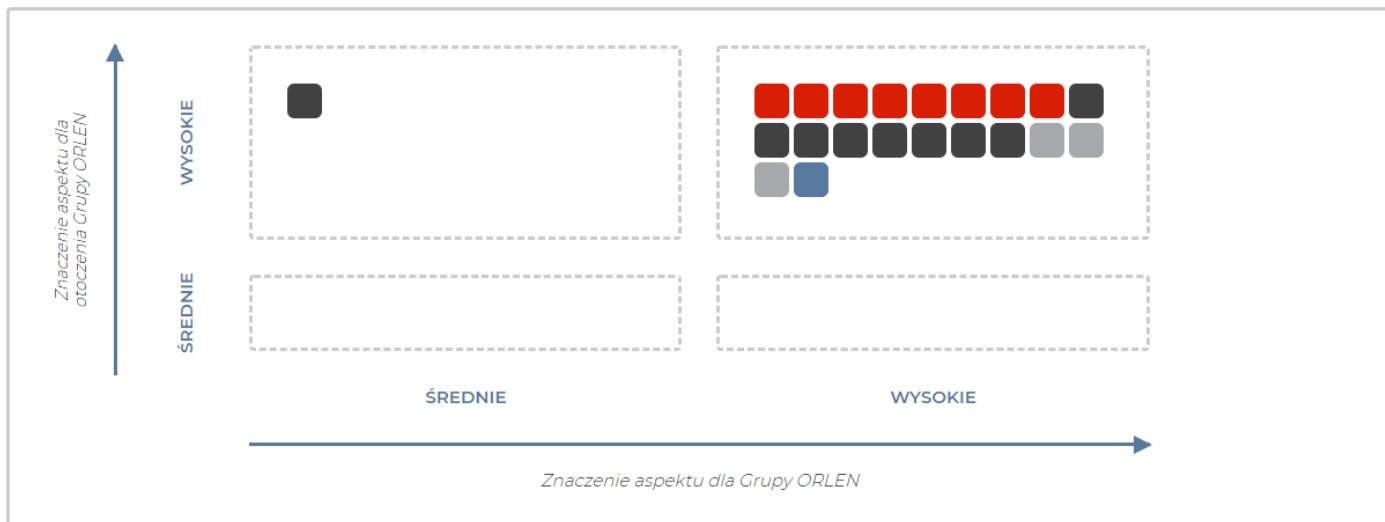 Znaczenie aspektu dla
otoczenia Grupy ORLEN
WYSOKIE
ŚREDNIE
ŚREDNIE
WYSOKIE
Znaczenie aspektu dla Grupy ORLEN